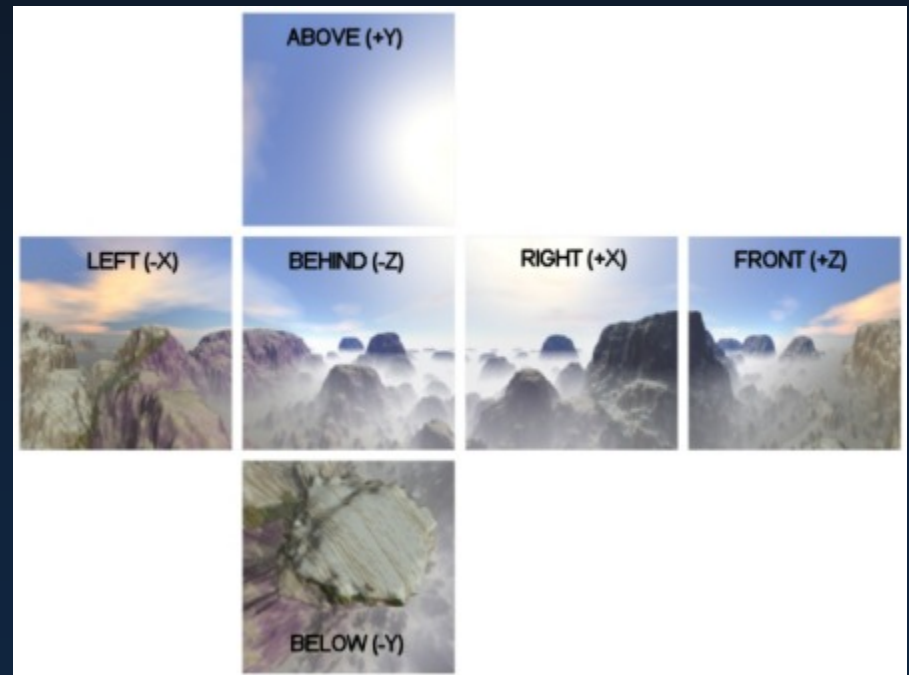 ABOVE (+Y)
LEFT (-X)
BEHIND (-Z)
RIGHT (+X)
FRONT (+Z)
BELOW (-Y)